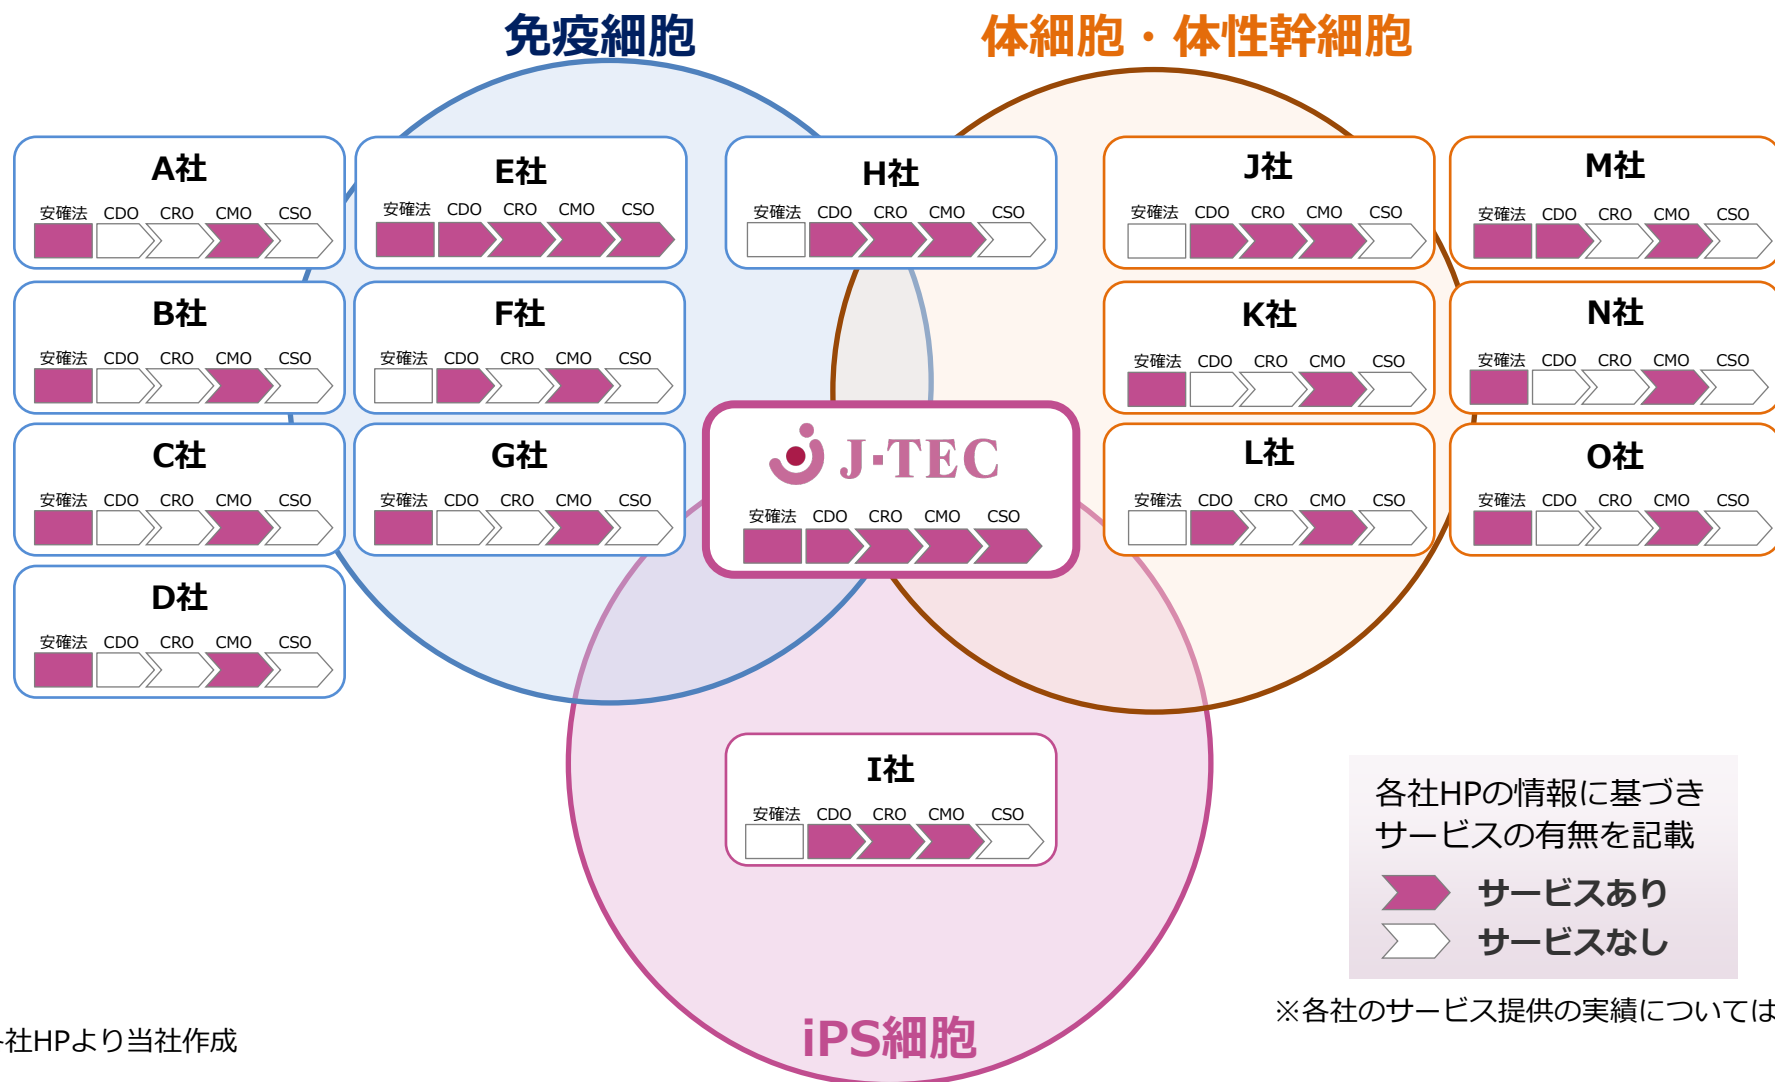 免疫細胞
体細胞・体性幹細胞
A社
安確法 CDO CRO CMO CSO
E社
安確法 CDO CRO CMO CSO
H社
安確法 CDO CRO CMO CSO
J社
安確法 CDO CRO CMO CSO
M社
安確法 CDO CRO CMO CSO
B社
安確法 CDO CRO CMO CSO
F社
安確法 CDO CRO CMO CSO
K社
安確法 CDO CRO CMO CSO
N社
安確法 CDO CRO CMO CSO
C社
安確法 CDO CRO CMO CSO
G社
安確法 CDO CRO CMO CSO
J-TEC
安確法 CDO CRO CMO CSO
L社
安確法 CDO CRO CMO CSO
O社
安確法 CDO CRO CMO CSO
D社
安確法 CDO CRO CMO CSO
I社
安確法 CDO CRO CMO CSO
各社HPの情報に基づき
サービスの有無を記載
サービスあり
サービスなし
※各社のサービス提供の実績については
iPS細胞
社HPより当社作成